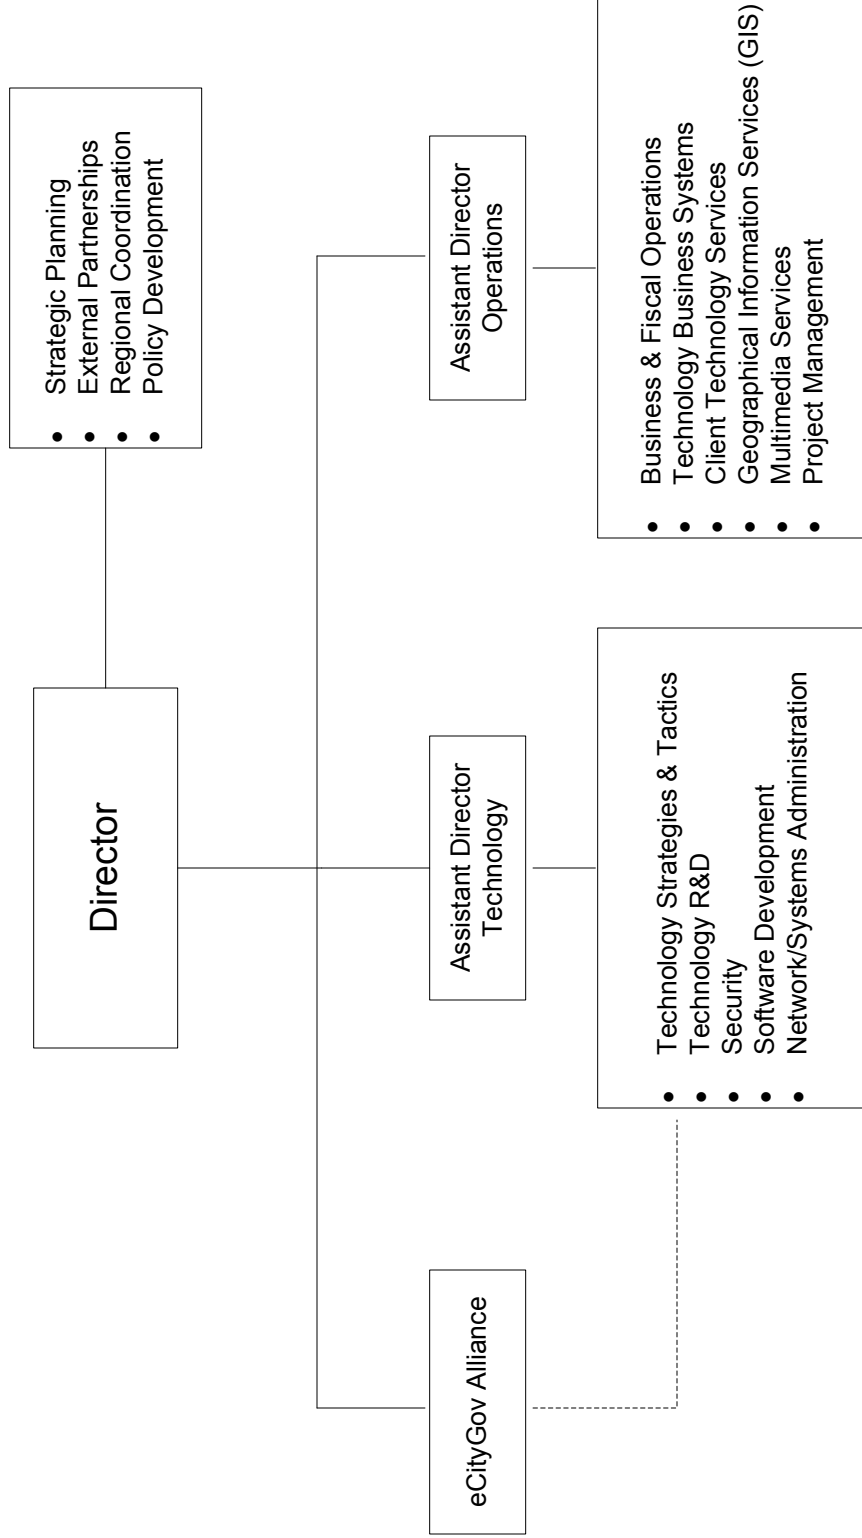 Director
Strategic Planning
External Partnerships
Regional Coordination
Policy Development
eCityGov Alliance
Assistant Director
Technology
Assistant Director
Operations
• Technology Strategies & Tactics
• Technology R&D
• Security
• Software Development
• Network/Systems Administration
• Business & Fiscal Operations
• Technology Business Systems
• Client Technology Services
• Geographical Information Services (GIS)
• Multimedia Services
• Project Management